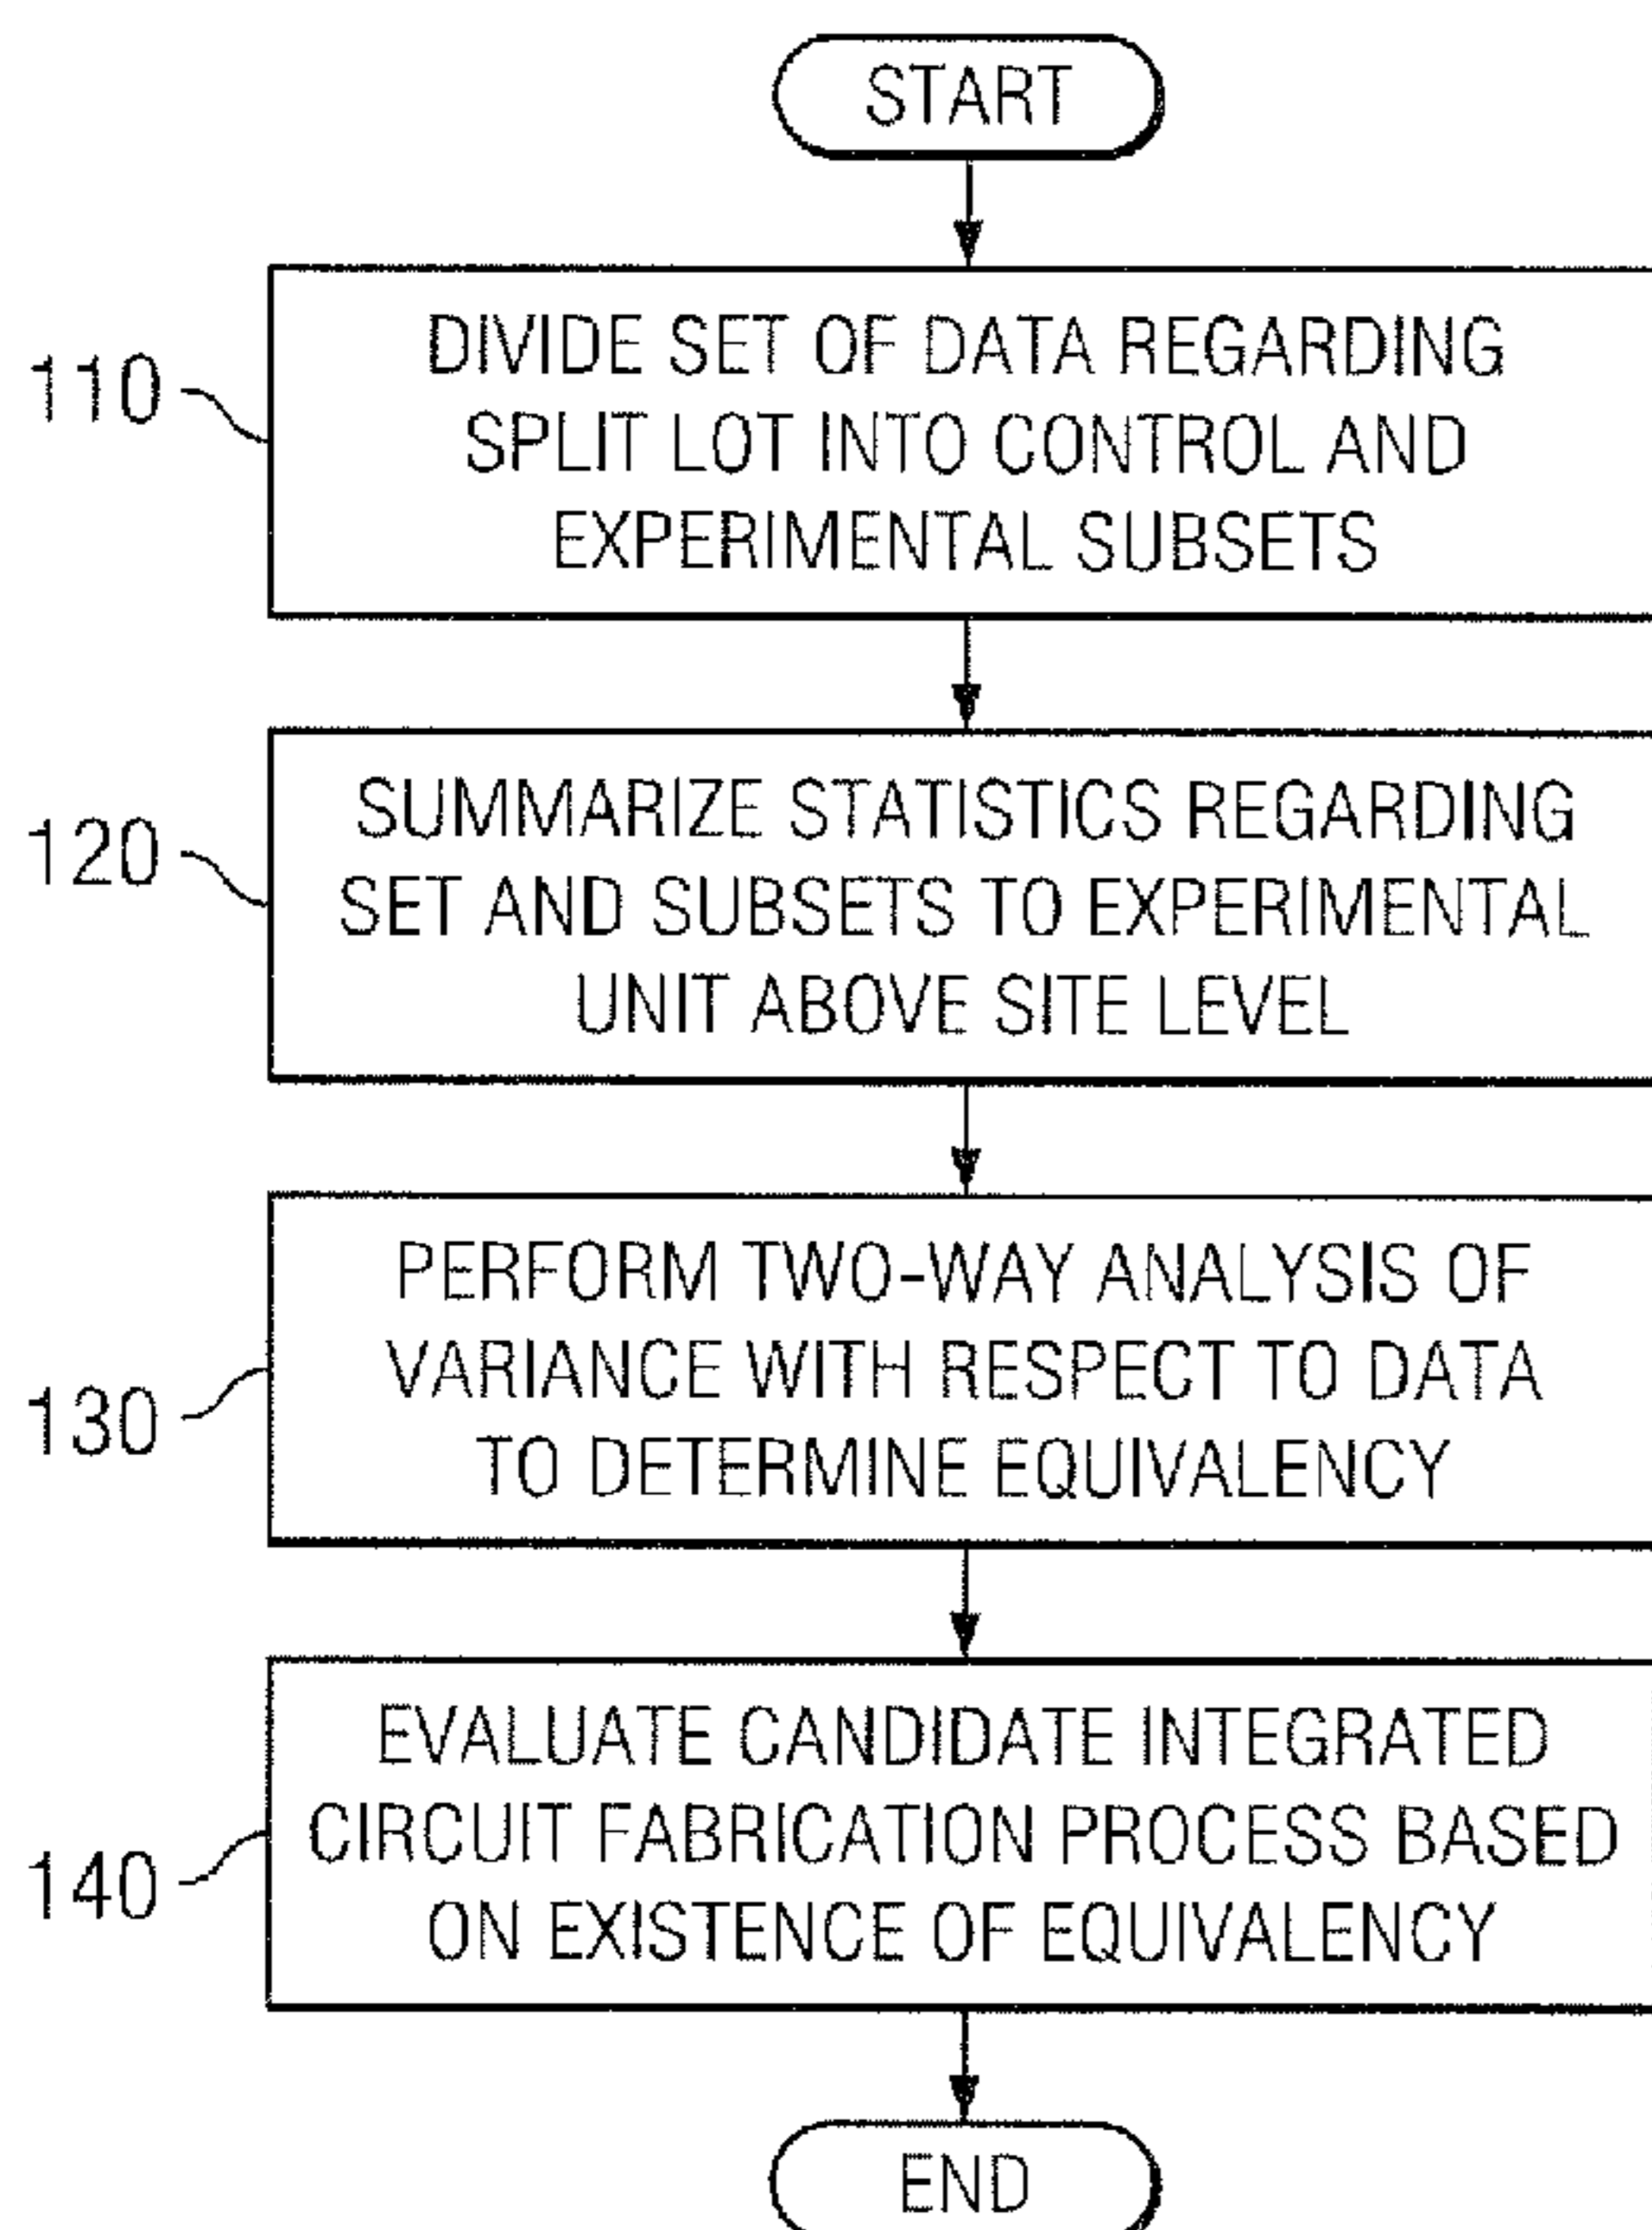 START
110
DIVIDE SET OF DATA REGARDING
SPLIT LOT INTO CONTROL AND
EXPERIMENTAL SUBSETS
120
SUMMARIZE STATISTICS REGARDING
SET AND SUBSETS TO EXPERIMENTAL
UNIT ABOVE SITE LEVEL
130
PERFORM TWO-WAY ANALYSIS OF
VARIANCE WITH RESPECT TO DATA
TO DETERMINE EQUIVALENCY
140
EVALUATE CANDIDATE INTEGRATED
CIRCUIT FABRICATION PROCESS BASED
ON EXISTENCE OF EQUIVALENCY
END